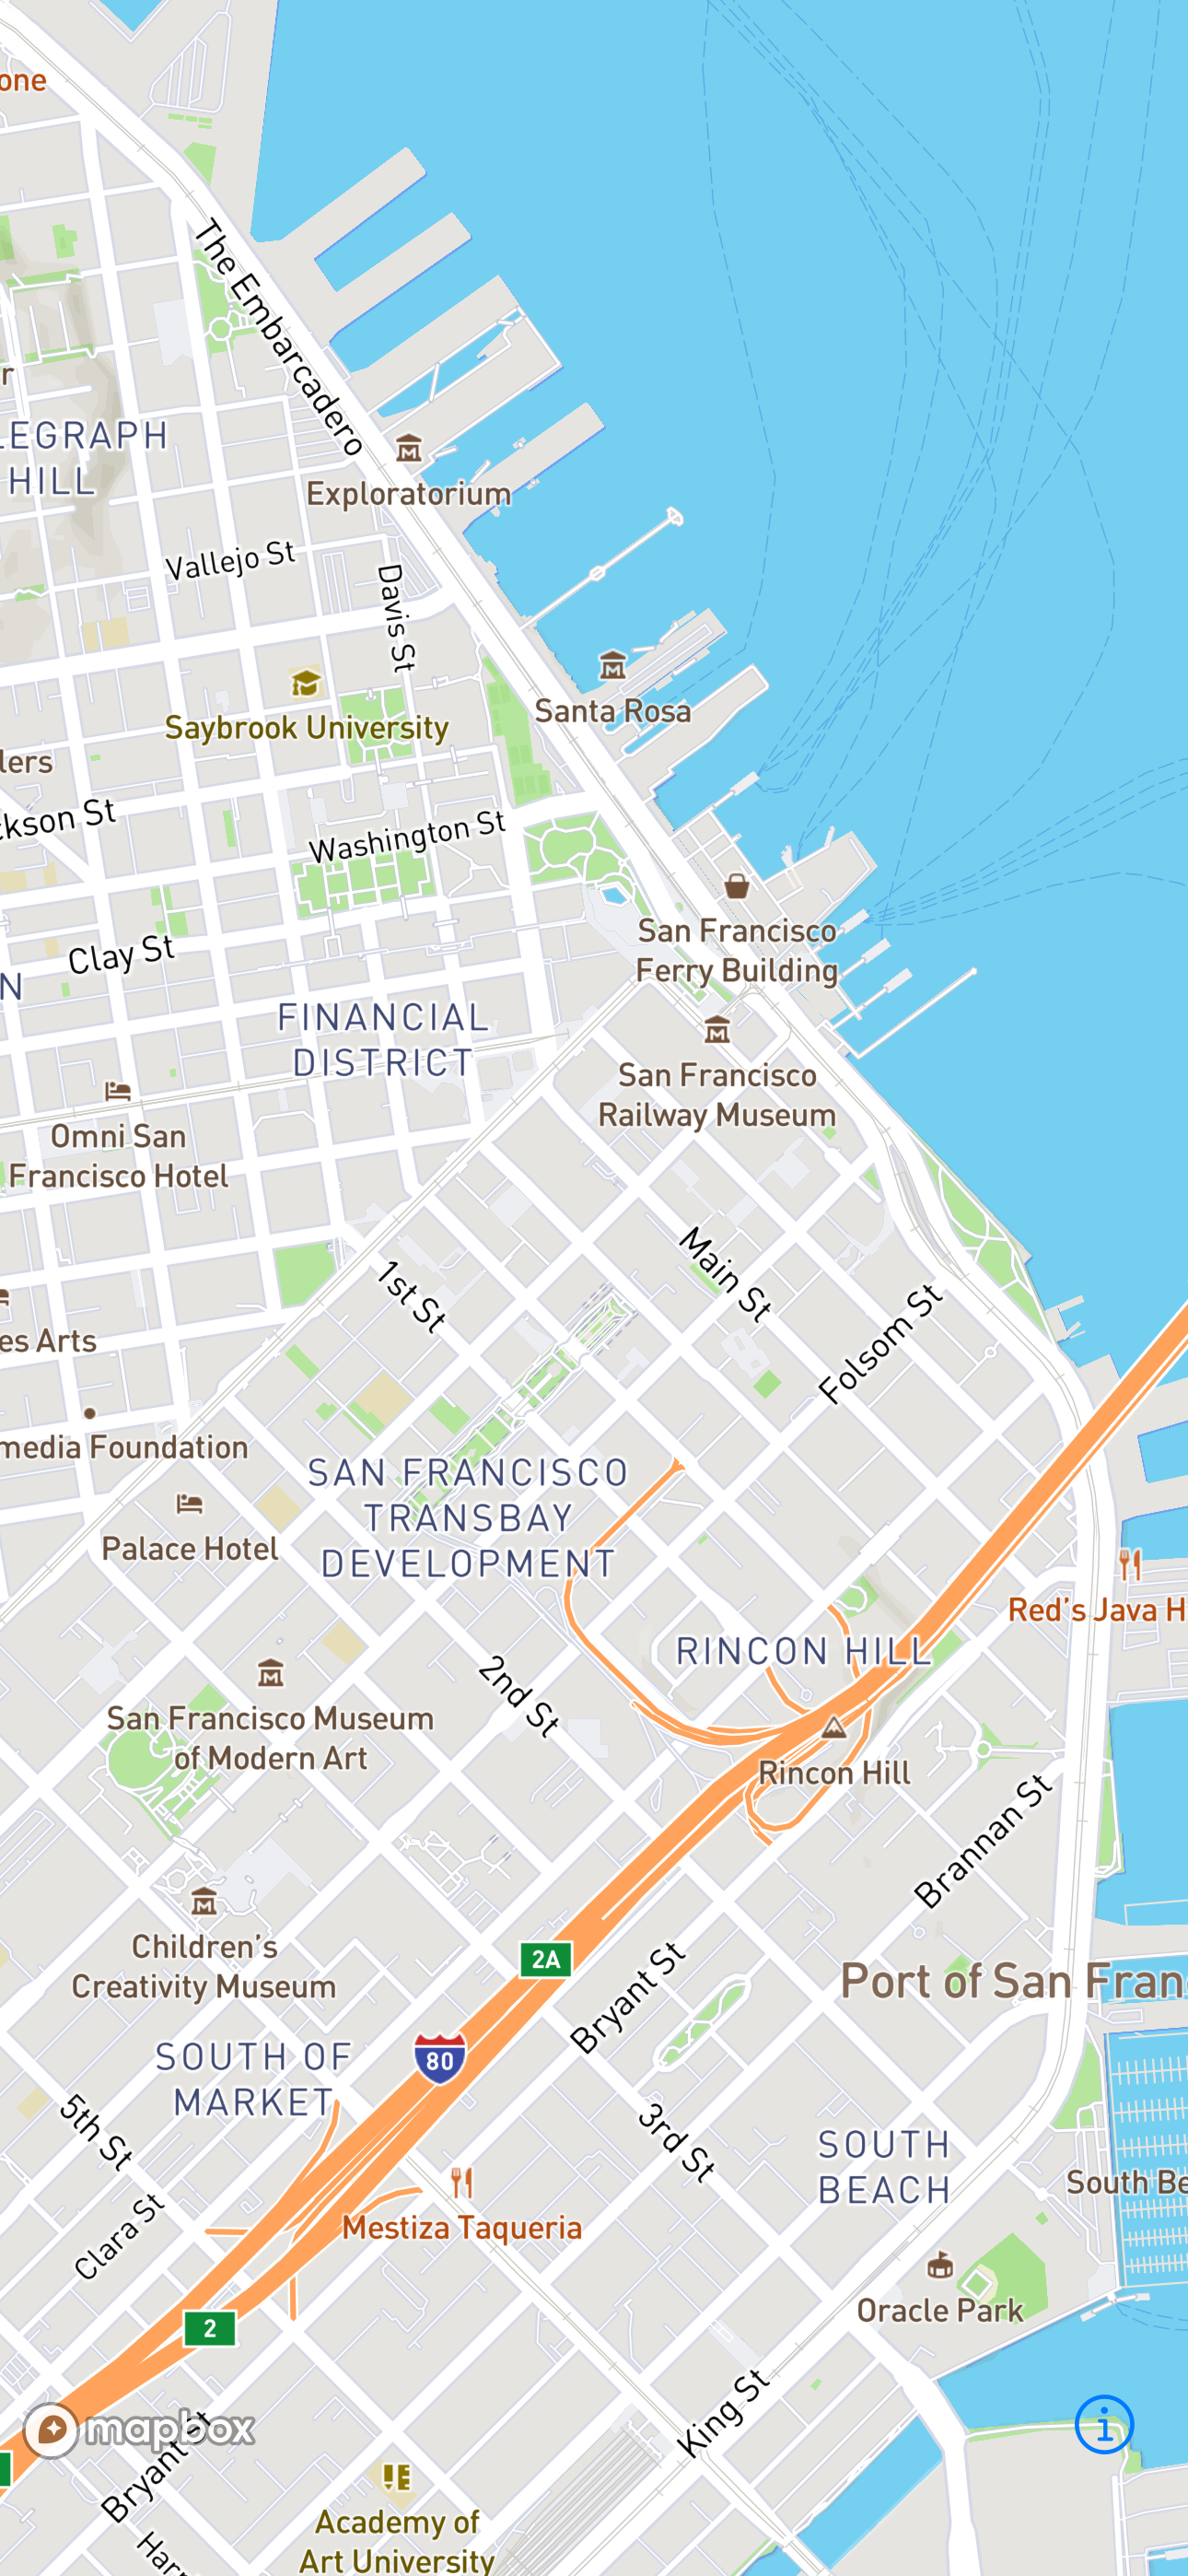 one
The Embarcadero
r
LEGRAPH
HILL
Exploratorium
Vallejo St
Davis St
Santa Rosa
Saybrook University
lers
ckson St
Washington St
San Francisco
Ferry Building
Clay St
N
FINANCIAL
DISTRICT
San Francisco
Railway Museum
Omni San
Francisco Hotel
Main St
1st St
Folsom St
es Arts
media Foundation
SAN FRANCISCO
TRANSBAY
DEVELOPMENT
Palace Hotel
Red's Java H
RINCON HILL
2nd St
San Francisco Museum
of Modern Art
Rincon Hill
Brannan St
Children's
Creativity Museum
2A
Bryant St
Port of San Franc
80
SOUTH OF
MARKET
5th St
3rd St
SOUTH
BEACH
South Be
Clara St
Mestiza Taqueria
Oracle Park
2
King St
mapbox
Bryant St
Academy of
Art University
Harr